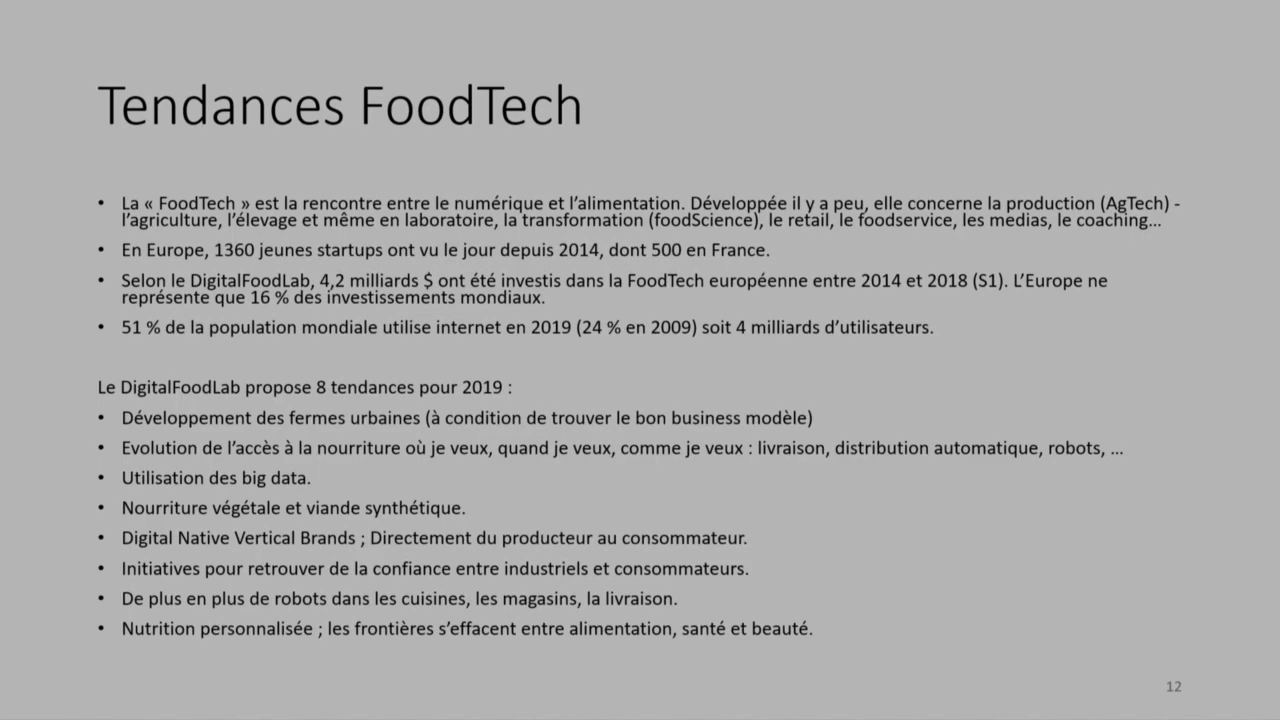 Tendances FoodTech
• La « FoodTech » est la rencontre entre le numérique et l’alimentation. Développée il y a peu, elle concerne la production (AgTech) -
l’agriculture, l’élevage et même en laboratoire, la transformation (foodScience), le retail, le foodservice, les medias, le coaching…
• En Europe, 1360 jeunes startups ont vu le jour depuis 2014, dont 500 en France.
• Selon le DigitalFoodLab, 4,2 milliards $ ont été investis dans la FoodTech européenne entre 2014 et 2018 (S1). L’Europe ne
représente que 16 % des investissements mondiaux.
• 51 % de la population mondiale utilise internet en 2019 (24 % en 2009) soit 4 milliards d’utilisateurs.
Le DigitalFoodLab propose 8 tendances pour 2019 :
• Développement des fermes urbaines (à condition de trouver le bon business modèle)
• Evolution de l’accès à la nourriture où je veux, quand je veux, comme je veux : livraison, distribution automatique, robots, …
• Utilisation des big data.
• Nourriture végétale et viande synthétique.
• Digital Native Vertical Brands ; Directement du producteur au consommateur.
• Initiatives pour retrouver de la confiance entre industriels et consommateurs.
• De plus en plus de robots dans les cuisines, les magasins, la livraison.
• Nutrition personnalisée ; les frontières s’effacent entre alimentation, santé et beauté.
12